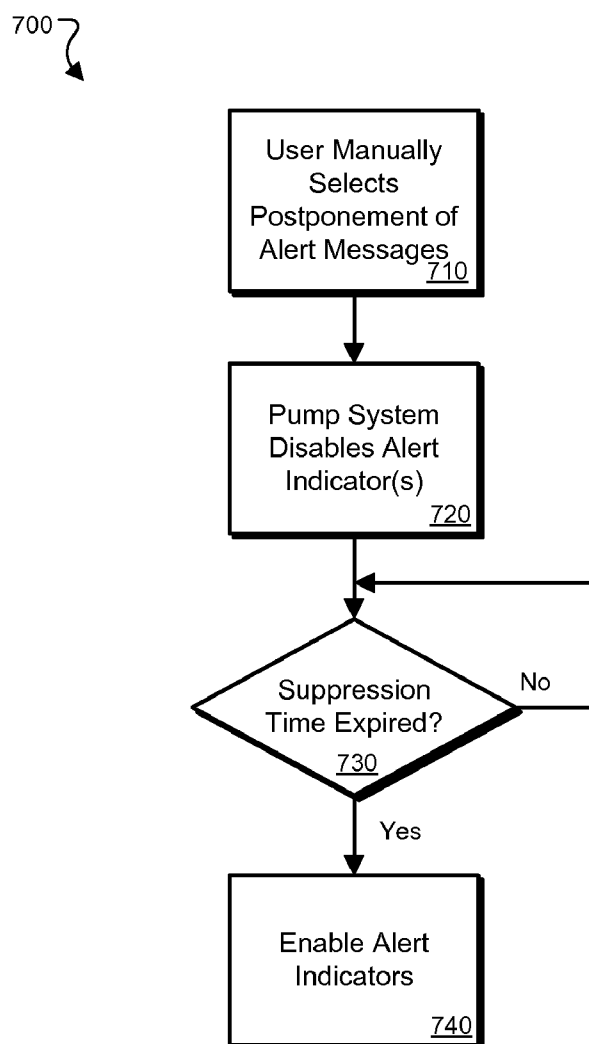 700
User Manually
Selects
Postponement of
Alert Messages
710
Pump System
Disables Alert
Indicator(s)
720
Suppression
Time Expired?
730
No
Yes
Enable Alert
Indicators
740